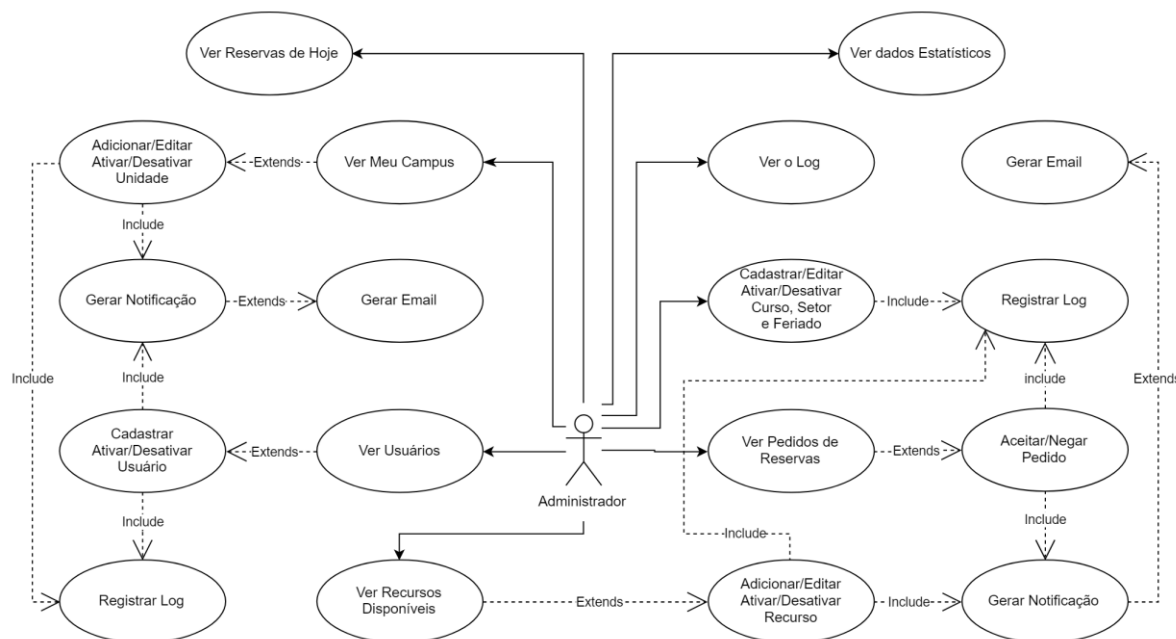 Ver Reservas de Hoje
Ver dados Estatísticos
Adicionar/Editar
Ativar/Desativar
Unidade
Extends
Ver Meu Campus
Ver o Log
Gerar Email
Include
Gerar Notificação
Extends
Gerar Email
Cadastrar/Editar
Ativar/Desativar
Curso, Setor
e Feriado
Include
Registrar Log
Include
Include
include
Extends
Cadastrar
Ativar/Desativar
Usuário
Extends
Ver Usuários
Administrador
Ver Pedidos de
Reservas
Extends
Aceitar/Negar
Pedido
Include
Include
Include
Registrar Log
Ver Recursos
Disponíveis
Extends
Adicionar/Editar
Ativar/Desativar
Recurso
Include
Gerar Notificação